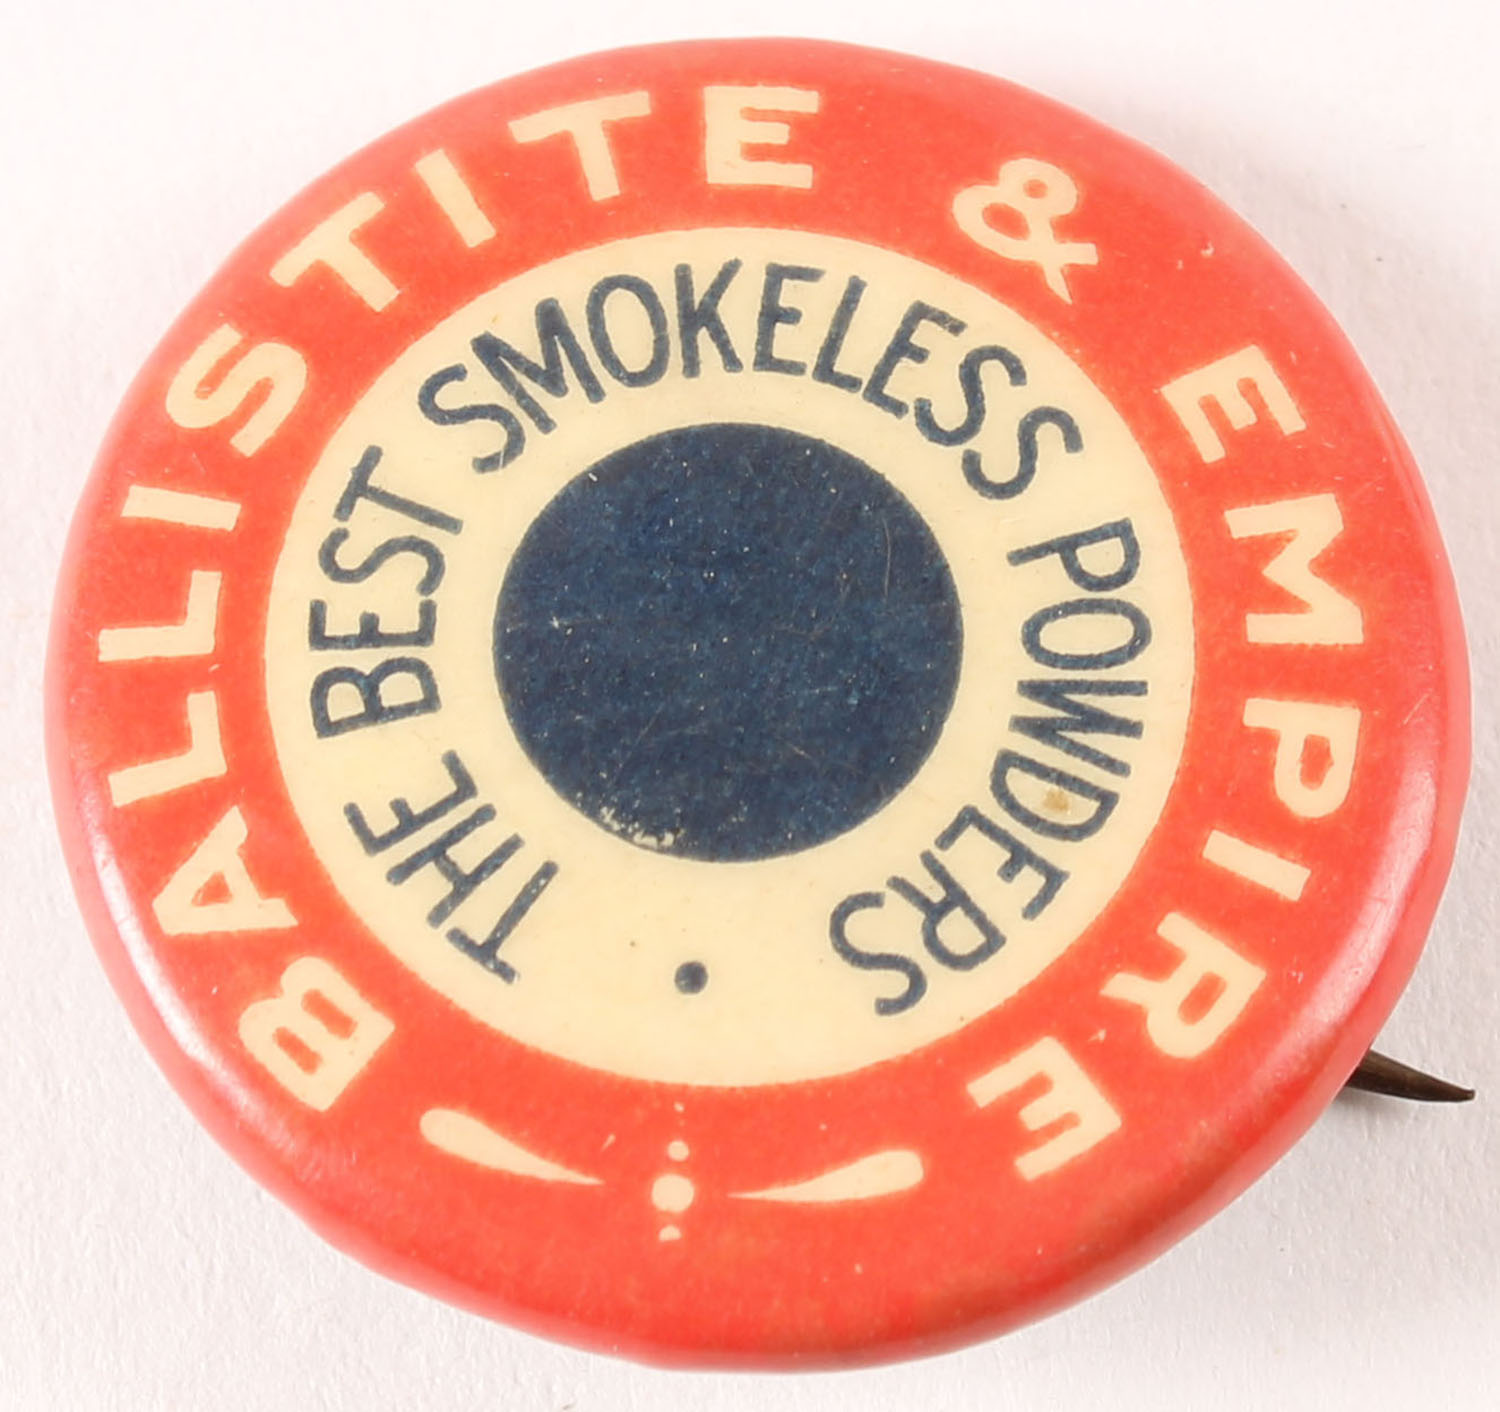 BALLISTITE & EMPIRE
THE BEST SMOKELESS POWDERS